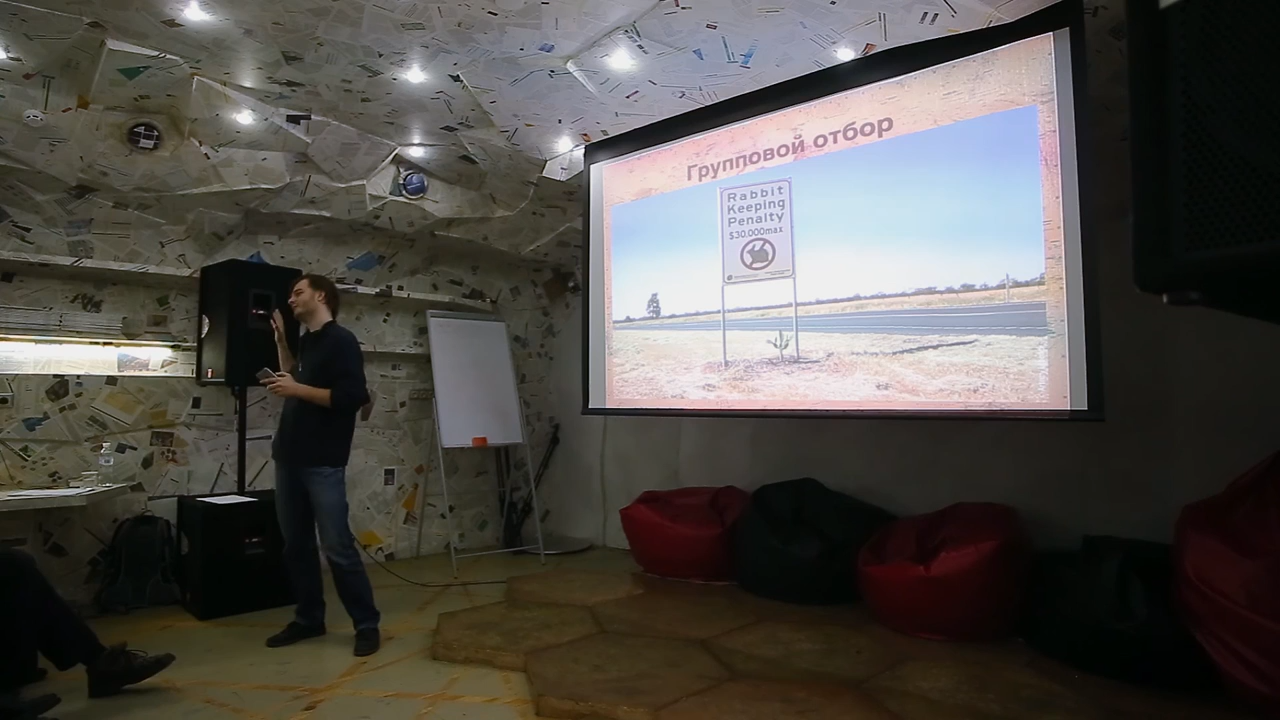 Групповой отбор
Rabbit
Keeping
Penalty
$30,000max